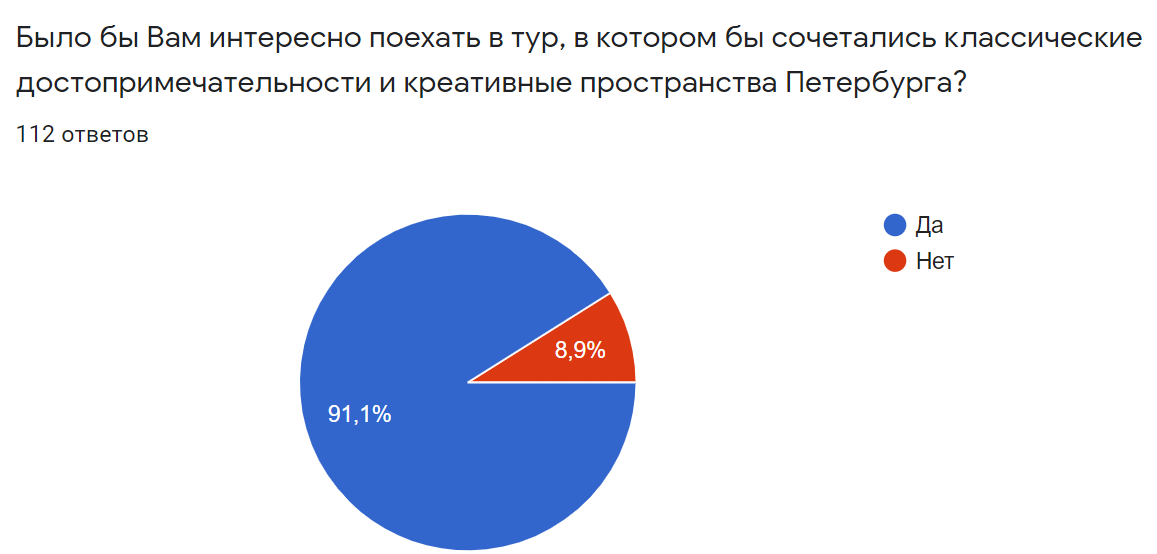 Было бы Вам интересно поехать в тур, в котором бы сочетались классические
достопримечательности и креативные пространства Петербурга?
112 ответов
Да
Нет
8,9%
91,1%